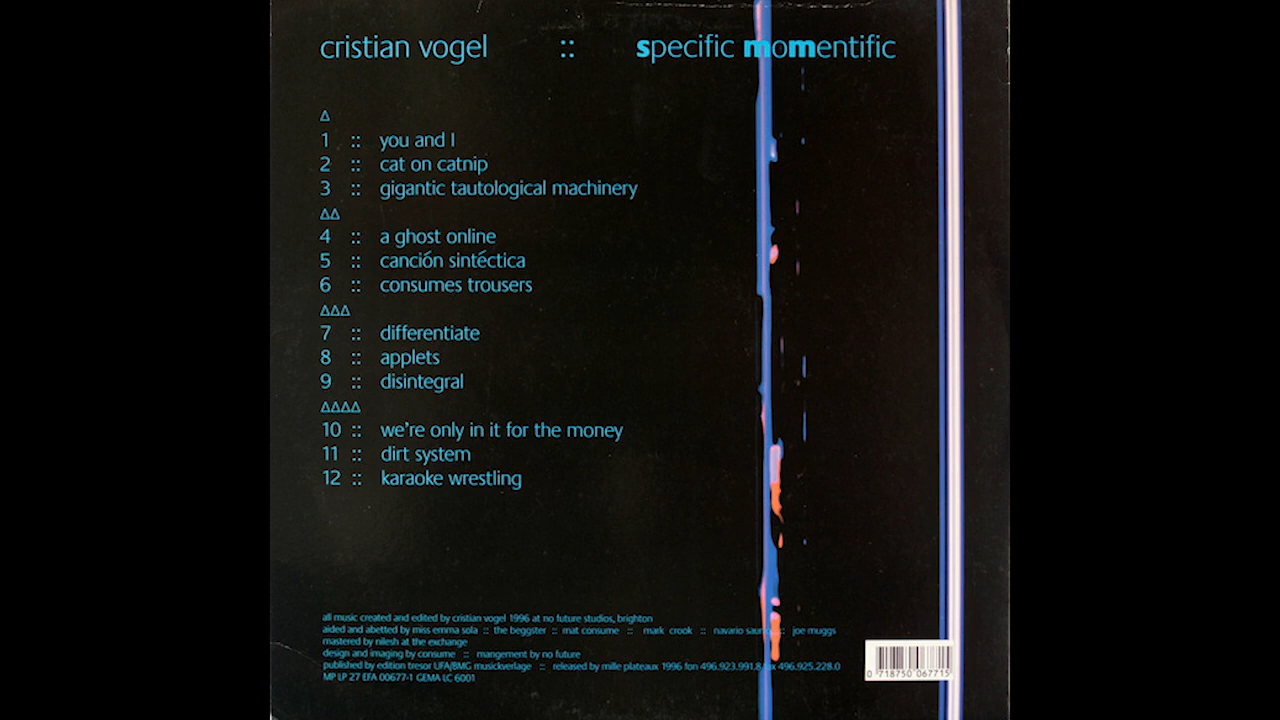 cristian vogel :: specific momentific
Δ
1 :: you and I
2 :: cat on catnip
3 :: gigantic tautological machinery
ΔΔ
4 :: a ghost online
5 :: canción sintéctica
6 :: consumes trousers
ΔΔΔ
7 :: differentiate
8 :: applets
9 :: disintegral
ΔΔΔΔ
10 :: we're only in it for the money
11 :: dirt system
12 :: karaoke wrestling
all music created and edited by cristian vogel 1996 at no future studios, brighton
aided and abetted by miss emma sola :: the beggster :: mat consume :: mark crook :: navario :: joe muggs
mastered by nilesh at the exchange
design and imaging by consume :: mangement by no future
published by edition tresor UFA/BMG musickverlage :: released by mille plateaux 1996 fon 496.923.991.8 496.925.228.0
MP LP 27 EFA 00677-1 GEMA LC 6001
0 718750 067715